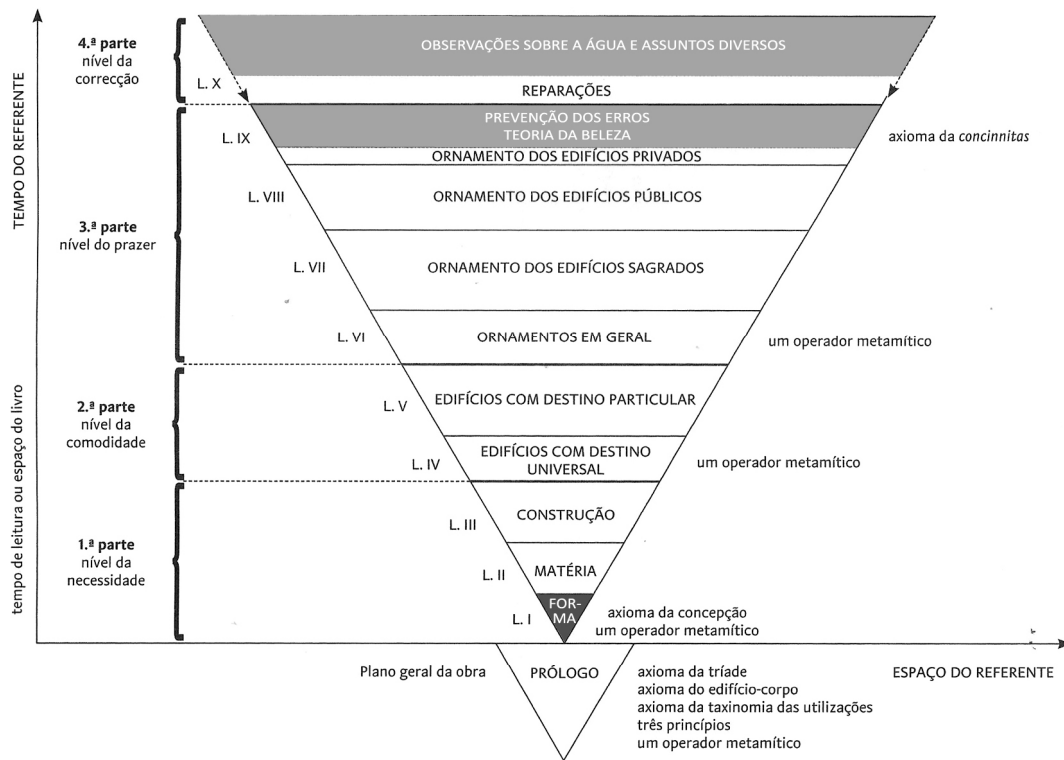 TEMPO DO REFERENTE
tempo de leitura ou espaço do livro
4.ª parte
nível da
correcção
L. X
OBSERVAÇÕES SOBRE A ÁGUA E ASSUNTOS DIVERSOS
REPARAÇÕES
3.ª parte
nível do prazer
L. IX
PREVENÇÃO DOS ERROS
TEORIA DA BELEZA
axioma da concinnitas
ORNAMENTO DOS EDIFÍCIOS PRIVADOS
L. VIII
ORNAMENTO DOS EDIFÍCIOS PÚBLICOS
L. VII
ORNAMENTO DOS EDIFÍCIOS SAGRADOS
L. VI
ORNAMENTOS EM GERAL
um operador metamítico
2.ª parte
nível da
comodidade
L. V
EDIFÍCIOS COM DESTINO PARTICULAR
L. IV
EDIFÍCIOS COM DESTINO
UNIVERSAL
um operador metamítico
1.ª parte
nível da
necessidade
L. III
CONSTRUÇÃO
L. II
MATÉRIA
L. I
FOR-
MA
axioma da concepção
um operador metamítico
Plano geral da obra
PRÓLOGO
axioma da tríade
axioma do edifício-corpo
axioma da taxinomia das utilizações
três princípios
um operador metamítico
ESPAÇO DO REFERENTE